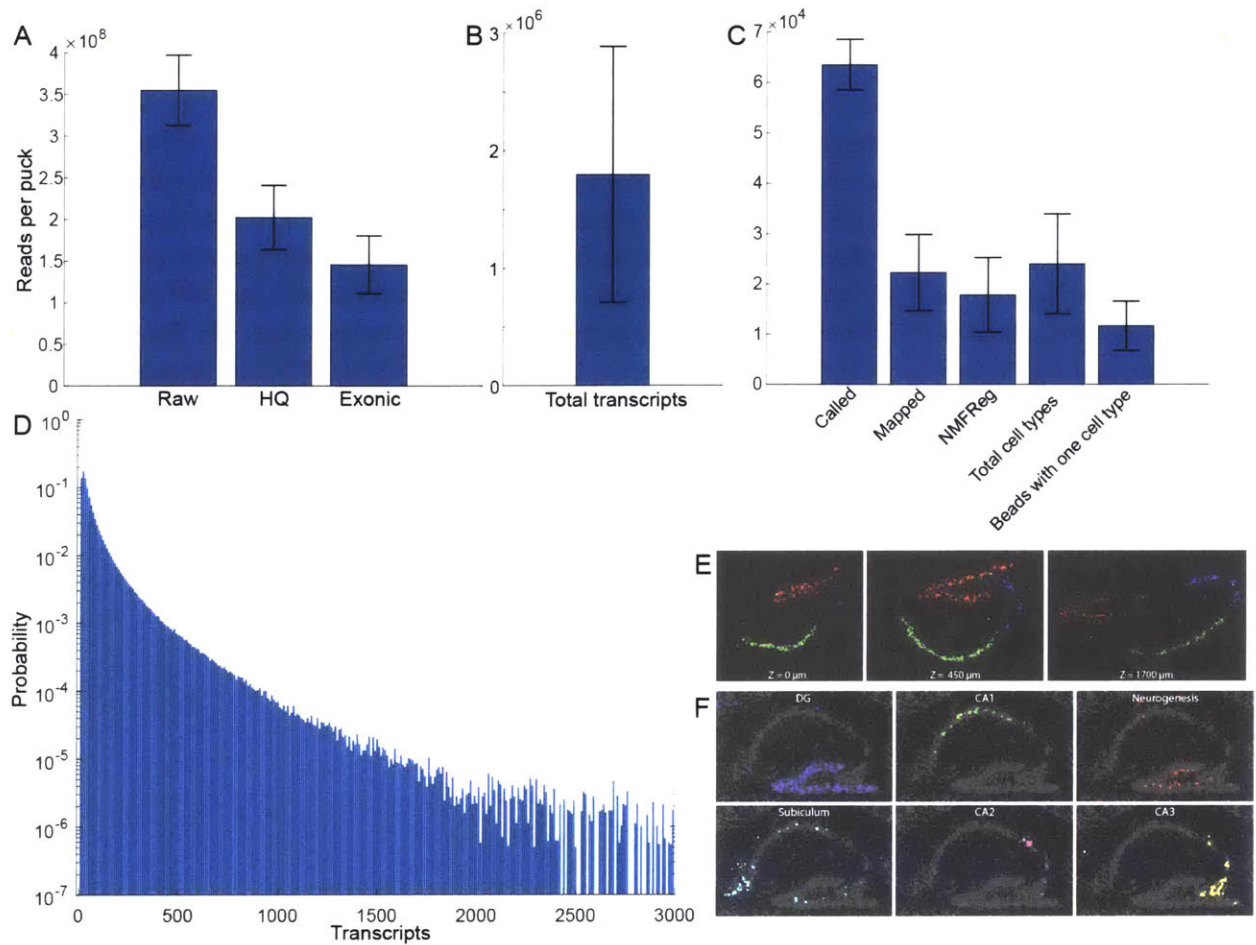 A
×10^8
4
3.5
3
2.5
2
1.5
1
0.5
0
Reads per puck
Raw HQ Exonic
B
×10^6
3
2
1
0
Total transcripts
C
×10^4
7
6
5
4
3
2
1
0
Called
Mapped
NMFReg
Total cell types
Beads with one cell type
D
10^0
10^-1
10^-2
10^-3
10^-4
10^-5
10^-6
10^-7
Probability
0 500 1000 1500 2000 2500 3000
Transcripts
E
Z = 0 μm Z = 450 μm Z = 1700 μm
F
DG CA1 Neurogenesis
Subiculum CA2 CA3